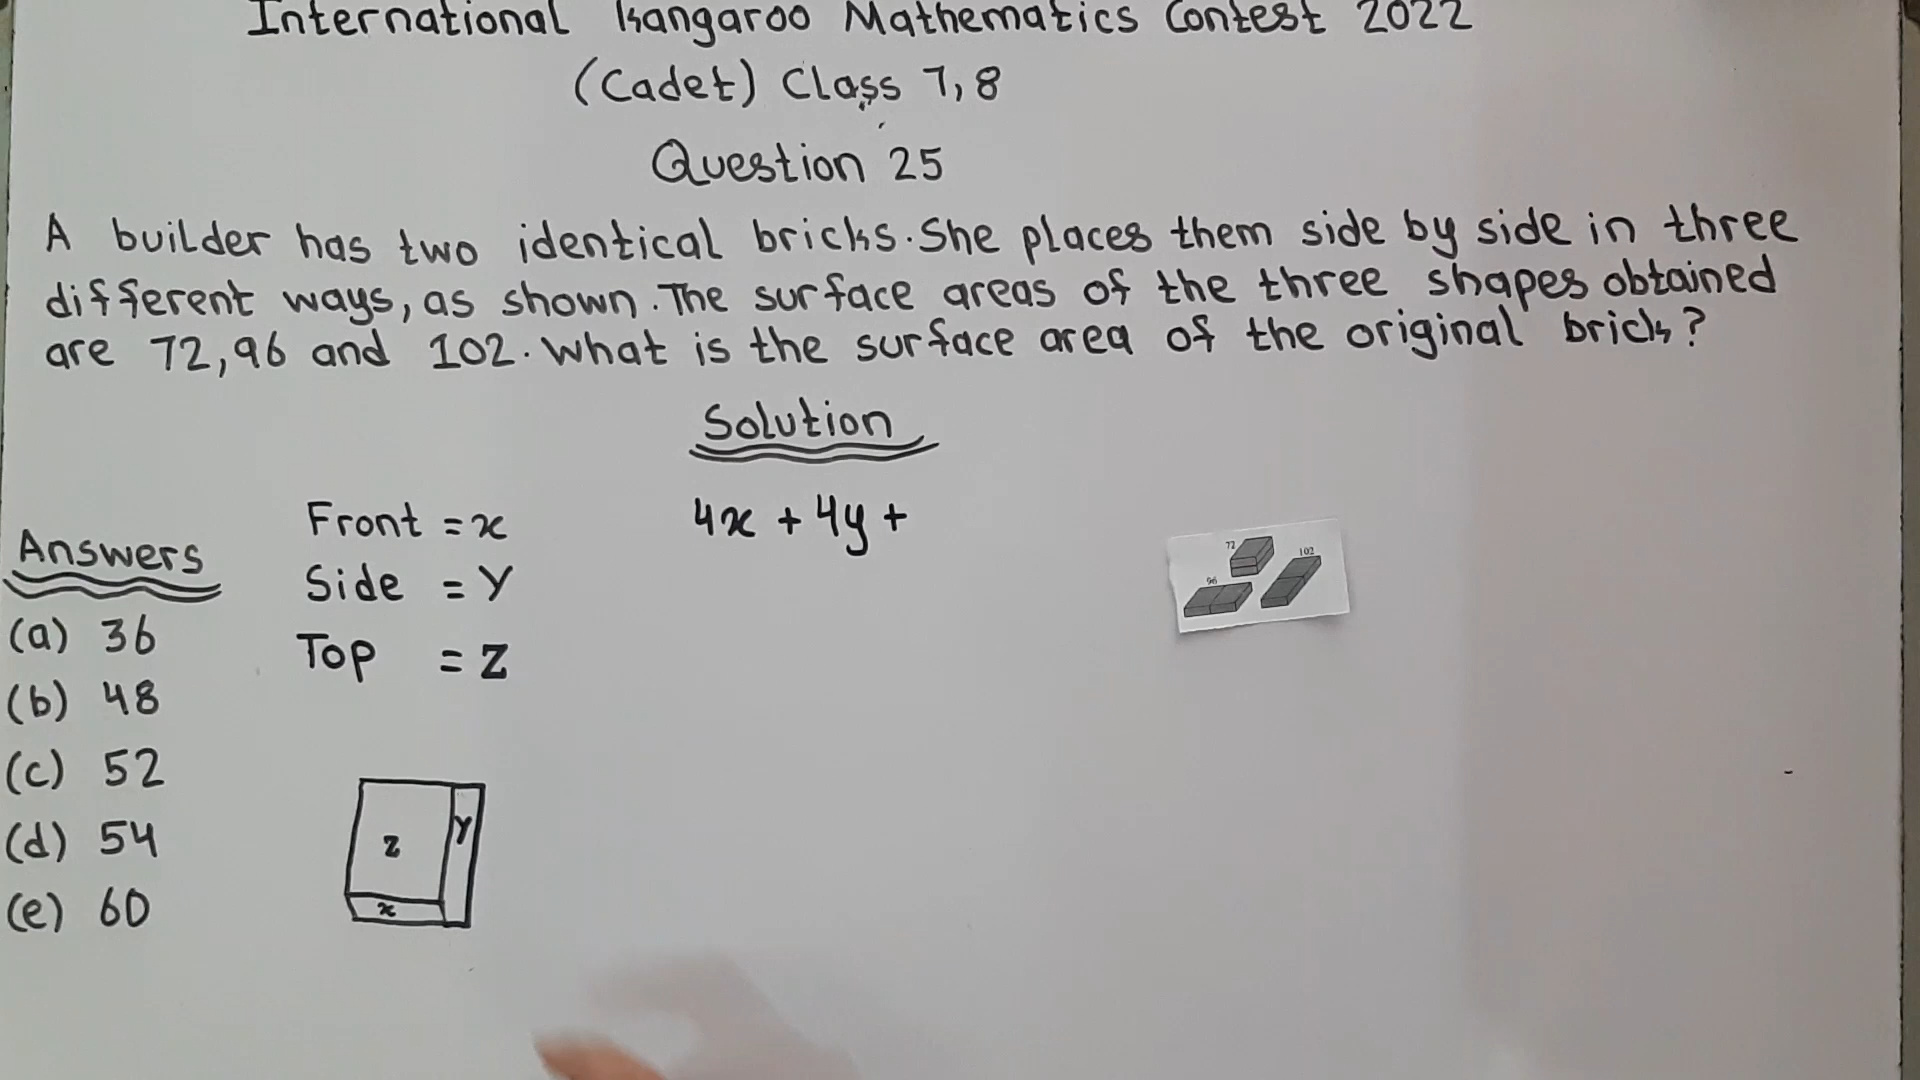 International Kangaroo Mathematics Contest 2022
(Cadet) Class 7,8
Question 25
A builder has two identical bricks. She places them side by side in three
different ways, as shown. The surface areas of the three shapes obtained
are 72,96 and 102. What is the surface area of the original brick?
Solution
Answers
(a) 36
(b) 48
(c) 52
(d) 54
(e) 60
Front = x
Side = Y
Top = Z
4x + 4y +
72
102
96
Z
Y
x